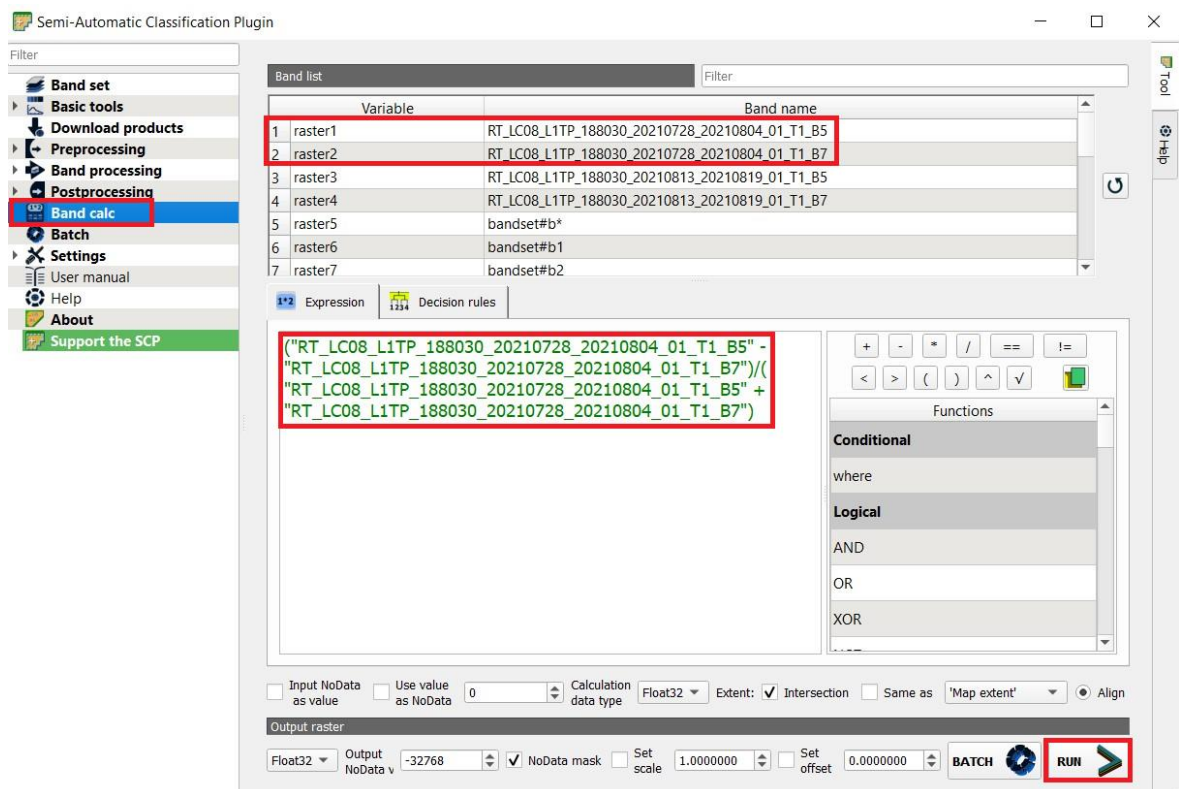 Semi-Automatic Classification Plugin
Filter
Band set
Basic tools
Download products
Preprocessing
Band processing
Postprocessing
Band calc
Batch
Settings
User manual
Help
About
Support the SCP
Band list
Filter
Variable Band name
1 raster1 RT_LC08_L1TP_188030_20210728_20210804_01_T1_B5
2 raster2 RT_LC08_L1TP_188030_20210728_20210804_01_T1_B7
3 raster3 RT_LC08_L1TP_188030_20210813_20210819_01_T1_B5
4 raster4 RT_LC08_L1TP_188030_20210813_20210819_01_T1_B7
5 raster5 bandset#b*
6 raster6 bandset#b1
7 raster7 bandset#b2
1*2 Expression
1234 Decision rules
("RT_LC08_L1TP_188030_20210728_20210804_01_T1_B5" -
"RT_LC08_L1TP_188030_20210728_20210804_01_T1_B7")/(
"RT_LC08_L1TP_188030_20210728_20210804_01_T1_B5" +
"RT_LC08_L1TP_188030_20210728_20210804_01_T1_B7")
+ - * / == !=
< > ( ) ^ √
Functions
Conditional
where
Logical
AND
OR
XOR
Input NoData as value
Use value as NoData
0
Calculation data type
Float32
Extent:
Intersection
Same as
'Map extent'
Align
Output raster
Float32
Output NoData v
-32768
NoData mask
Set scale
1.0000000
Set offset
0.0000000
BATCH
RUN
Tool
Help